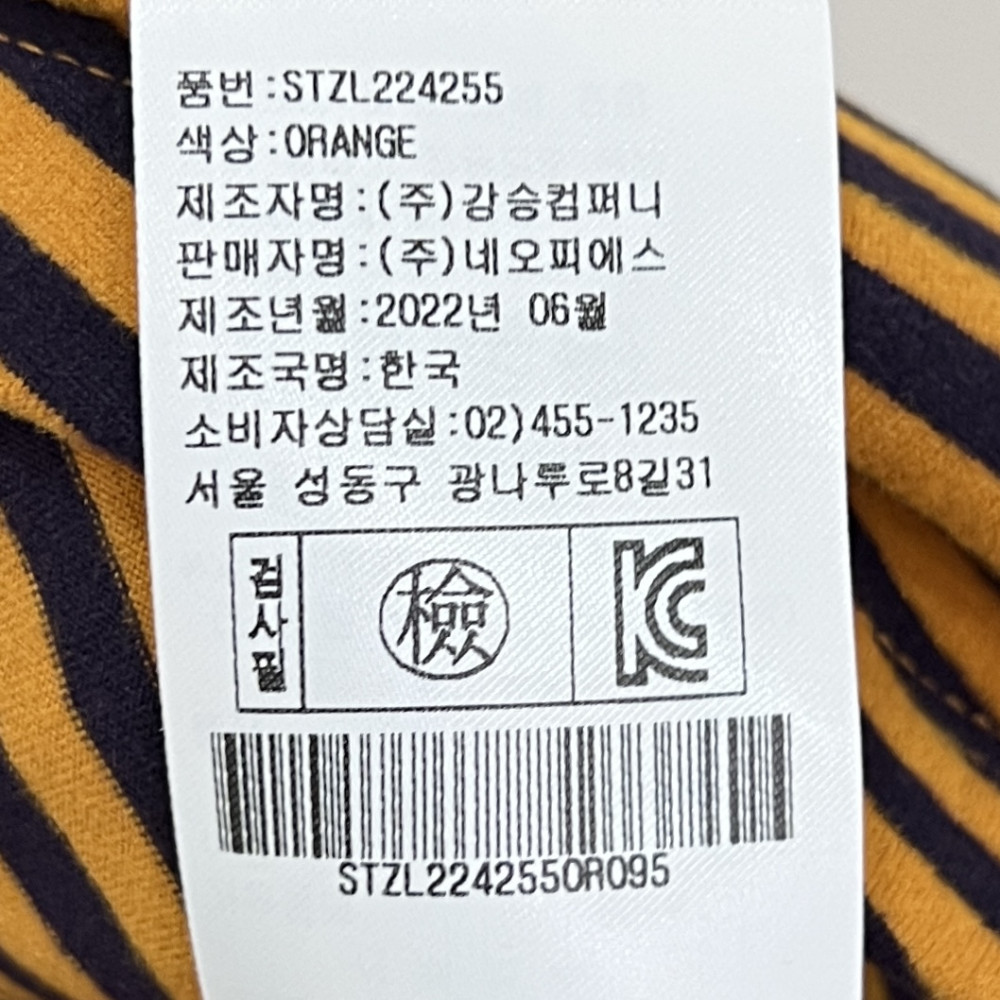 품번:STZL224255
색상:ORANGE
제조자명:(주)강승컴퍼니
판매자명:(주)네오피에스
제조년월:2022년 06월
제조국명:한국
소비자상담실:02)455-1235
서울 성동구 광나루로8길31
검사필
檢
KC
STZL224255OR095